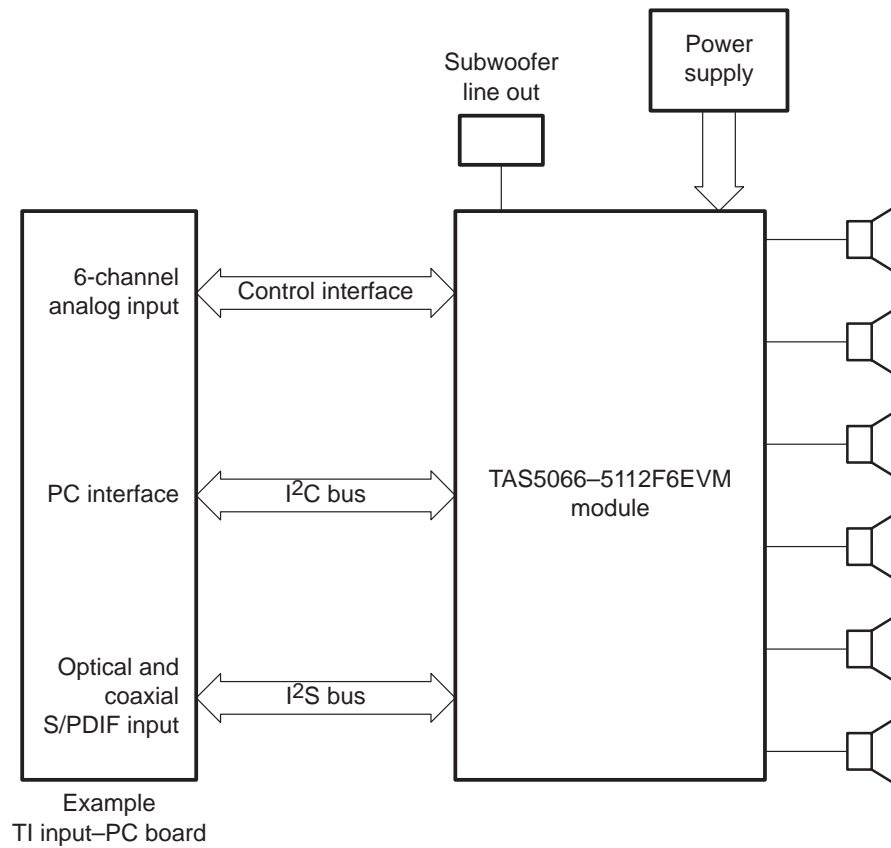 Power
supply
Subwoofer
line out
6-channel
analog input
Control interface
PC interface
I2C bus
TAS5066–5112F6EVM
module
Optical and
coaxial
S/PDIF input
I2S bus
Example
TI input–PC board